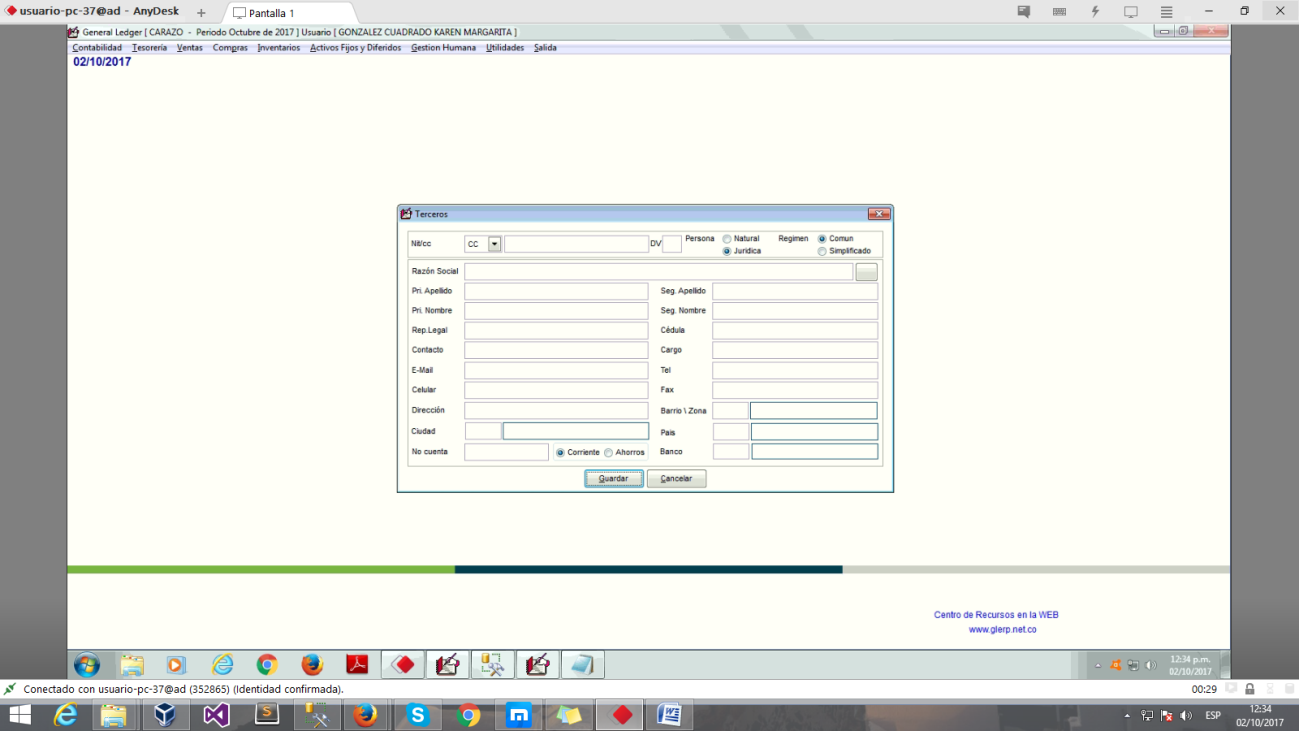 usuario-pc-37@ad - AnyDesk
Pantalla 1
General Ledger [ CARAZO - Periodo Octubre de 2017 ] Usuario [ GONZALEZ CUADRADO KAREN MARGARITA ]
Contabilidad Tesoreria Ventas Compras Inventarios Activos Fijos y Diferidos Gestion Humana Utilidades Salida
02/10/2017
Terceros
Nit/cc CC DV Persona Natural Regimen Comun
Juridica Simplificado
Razón Social
Pri. Apellido Seg. Apellido
Pri. Nombre Seg. Nombre
Rep.Legal Cédula
Contacto Cargo
E-Mail Tel
Celular Fax
Dirección Barrio \ Zona
Ciudad Pais
No cuenta Corriente Ahorros Banco
Guardar Cancelar
Centro de Recursos en la WEB
www.glerp.net.co
12:34 p.m.
02/10/2017
Conectado con usuario-pc-37@ad (352865) (Identidad confirmada). 00:29
ESP 12:34
02/10/2017